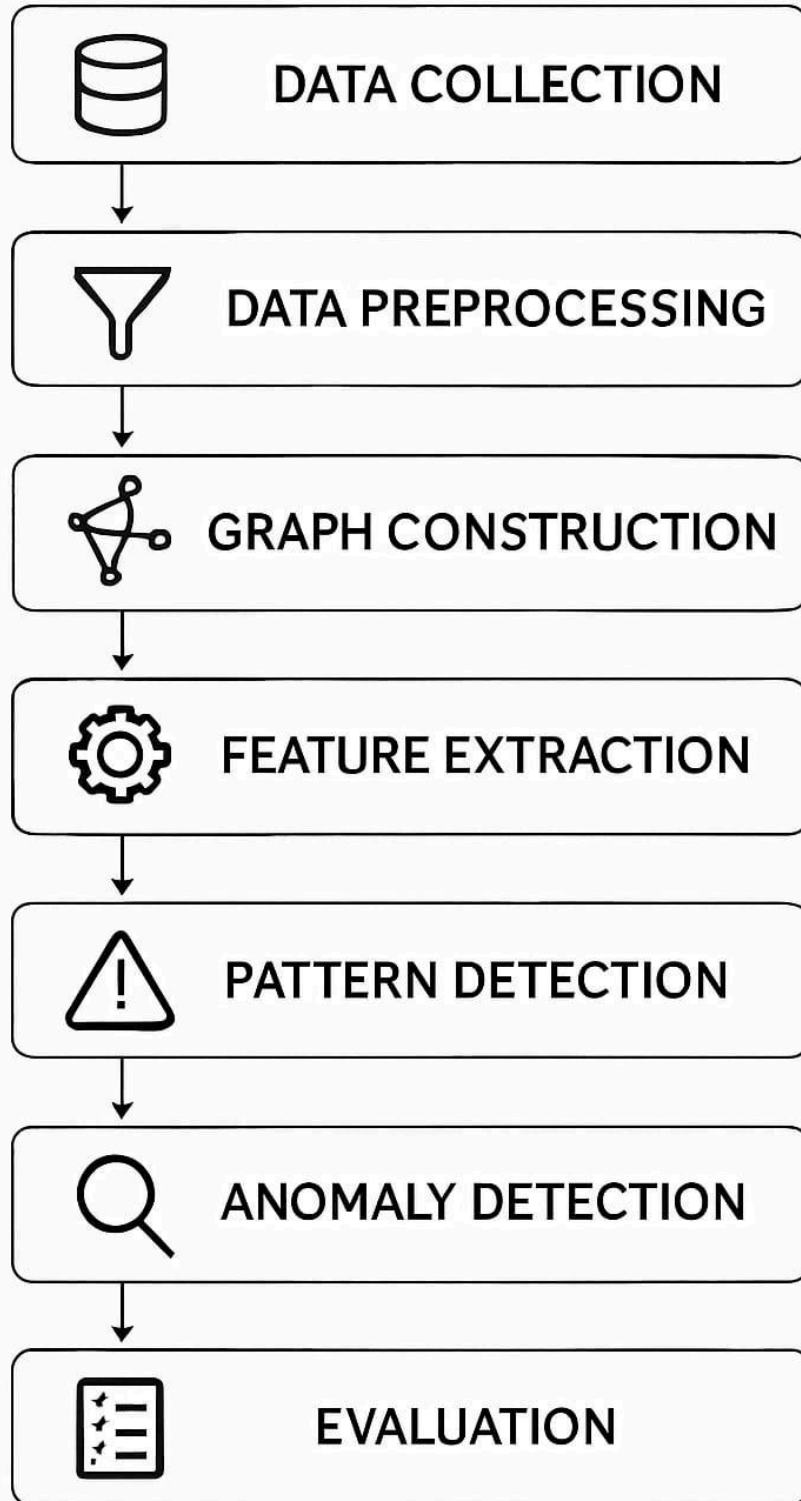 DATA COLLECTION
DATA PREPROCESSING
GRAPH CONSTRUCTION
FEATURE EXTRACTION
!
PATTERN DETECTION
ANOMALY DETECTION
EVALUATION